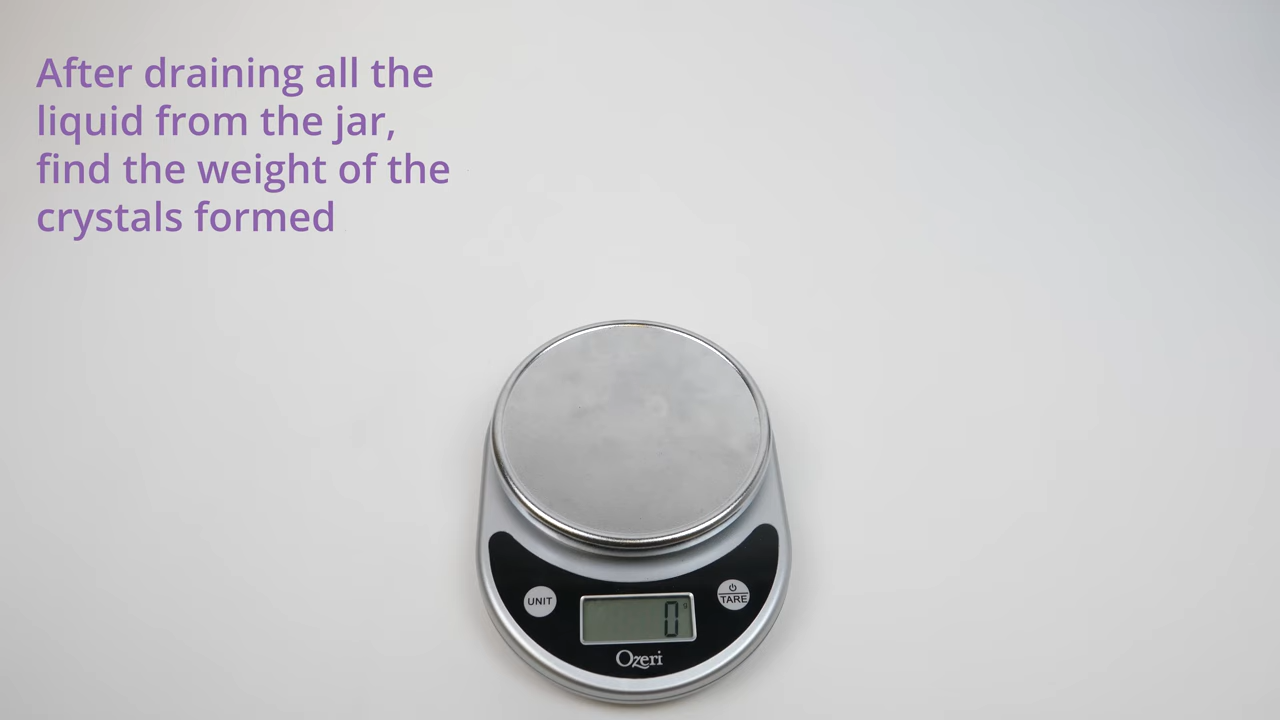 After draining all the
liquid from the jar,
find the weight of the
crystals formed
UNIT
TARE
0 g
Ozeri